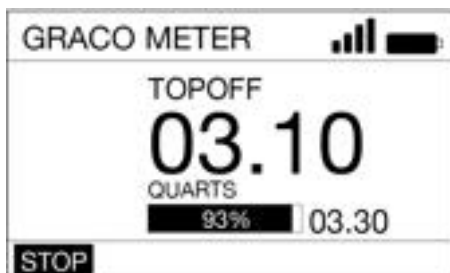 GRACO METER
TOPOFF
03.10
QUARTS
93% 03.30
STOP